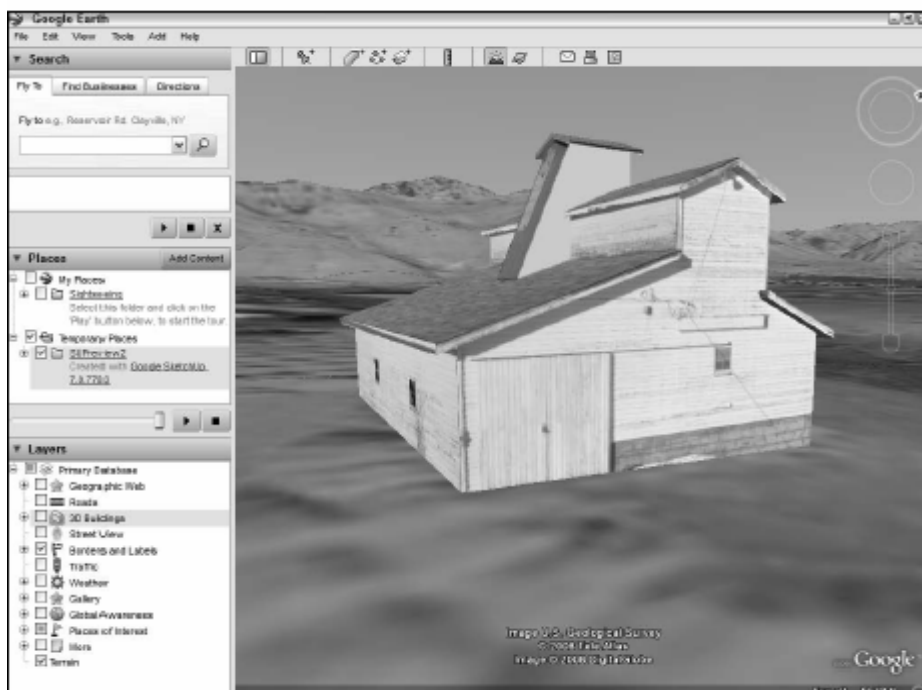 Google Earth
File Edit View Tools Add Help
Search
Fly To Find Businesses Directions
Fly to e.g., Reservoir Rd. Clayville, NY
Places
Add Content
My Places
Sightseeing
Select this folder and click on the
'Play' button below, to start the tour.
Temporary Places
SUPreview2
Created with Google SketchUp
Layers
Primary Database
Geographic Web
Roads
3D Buildings
Street View
Borders and Labels
Traffic
Weather
Gallery
Global Awareness
Places of Interest
More
Terrain
Image U.S. Geological Survey
© 2008 Tele Atlas
Image © 2008 DigitalGlobe
Google